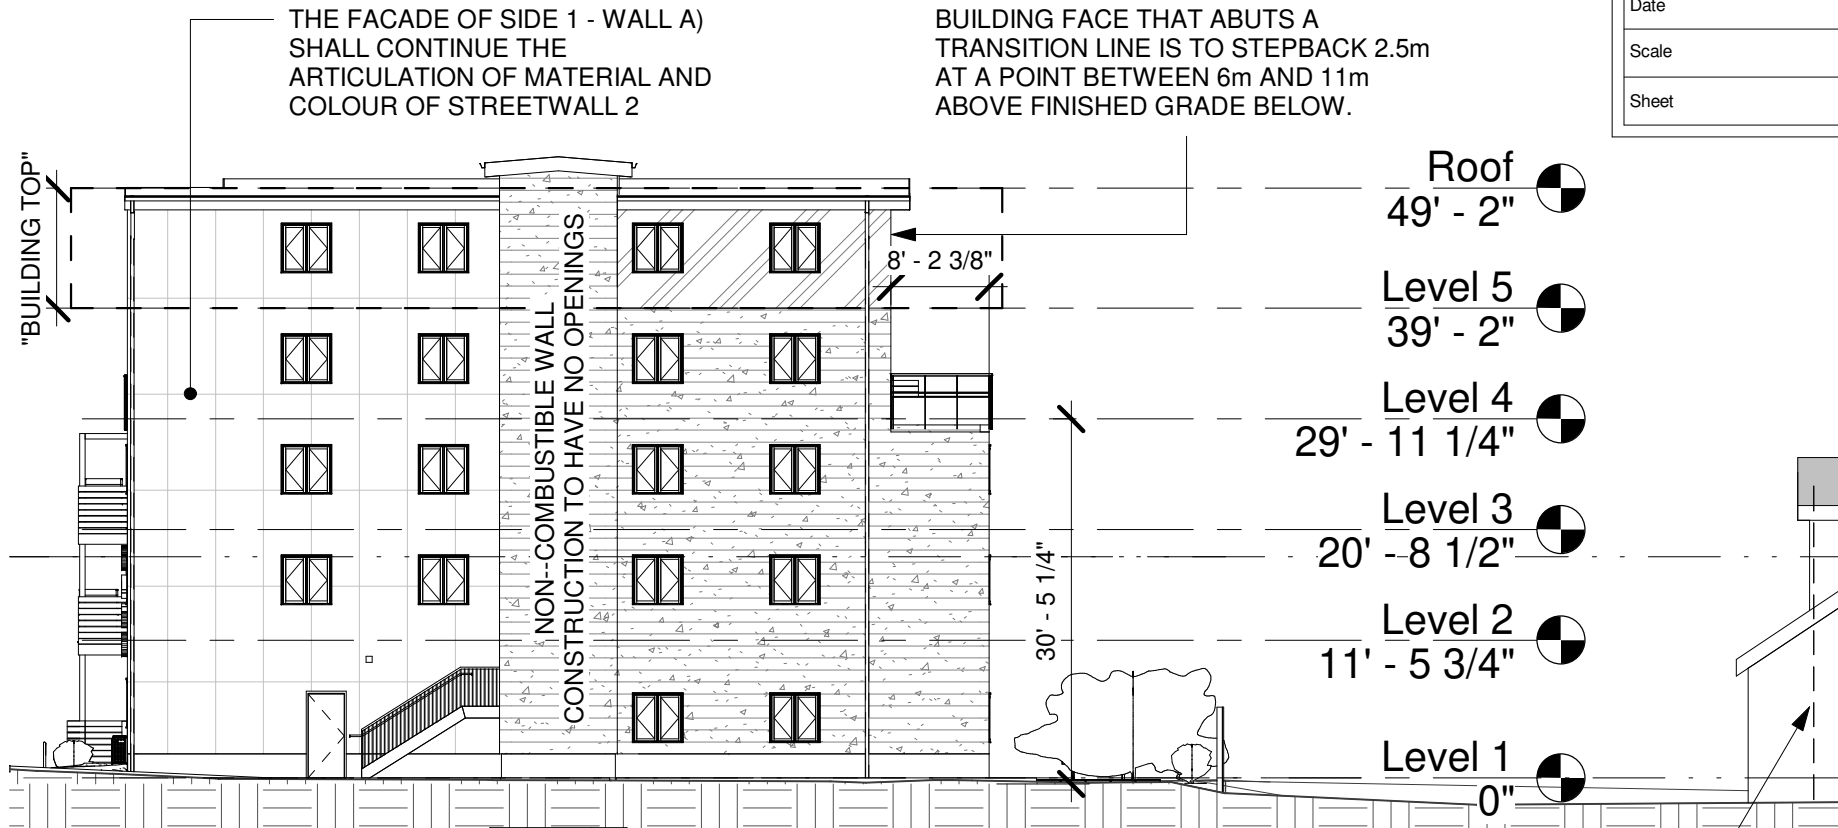 THE FACADE OF SIDE 1 - WALL A)
SHALL CONTINUE THE
ARTICULATION OF MATERIAL AND
COLOUR OF STREETWALL 2
BUILDING FACE THAT ABUTS A
TRANSITION LINE IS TO STEPBACK 2.5m
AT A POINT BETWEEN 6m AND 11m
ABOVE FINISHED GRADE BELOW.
Date
Scale
Sheet
"BUILDING TOP"
NON--COMBUSTIBLE WALL
CONSTRUCTION TO HAVE NO OPENINGS
8' - 2 3/8"
30' - 5 1/4"
Roof
49' - 2"
Level 5
39' - 2"
Level 4
29' - 11 1/4"
Level 3
20' - 8 1/2"
Level 2
11' - 5 3/4"
Level 1
0"